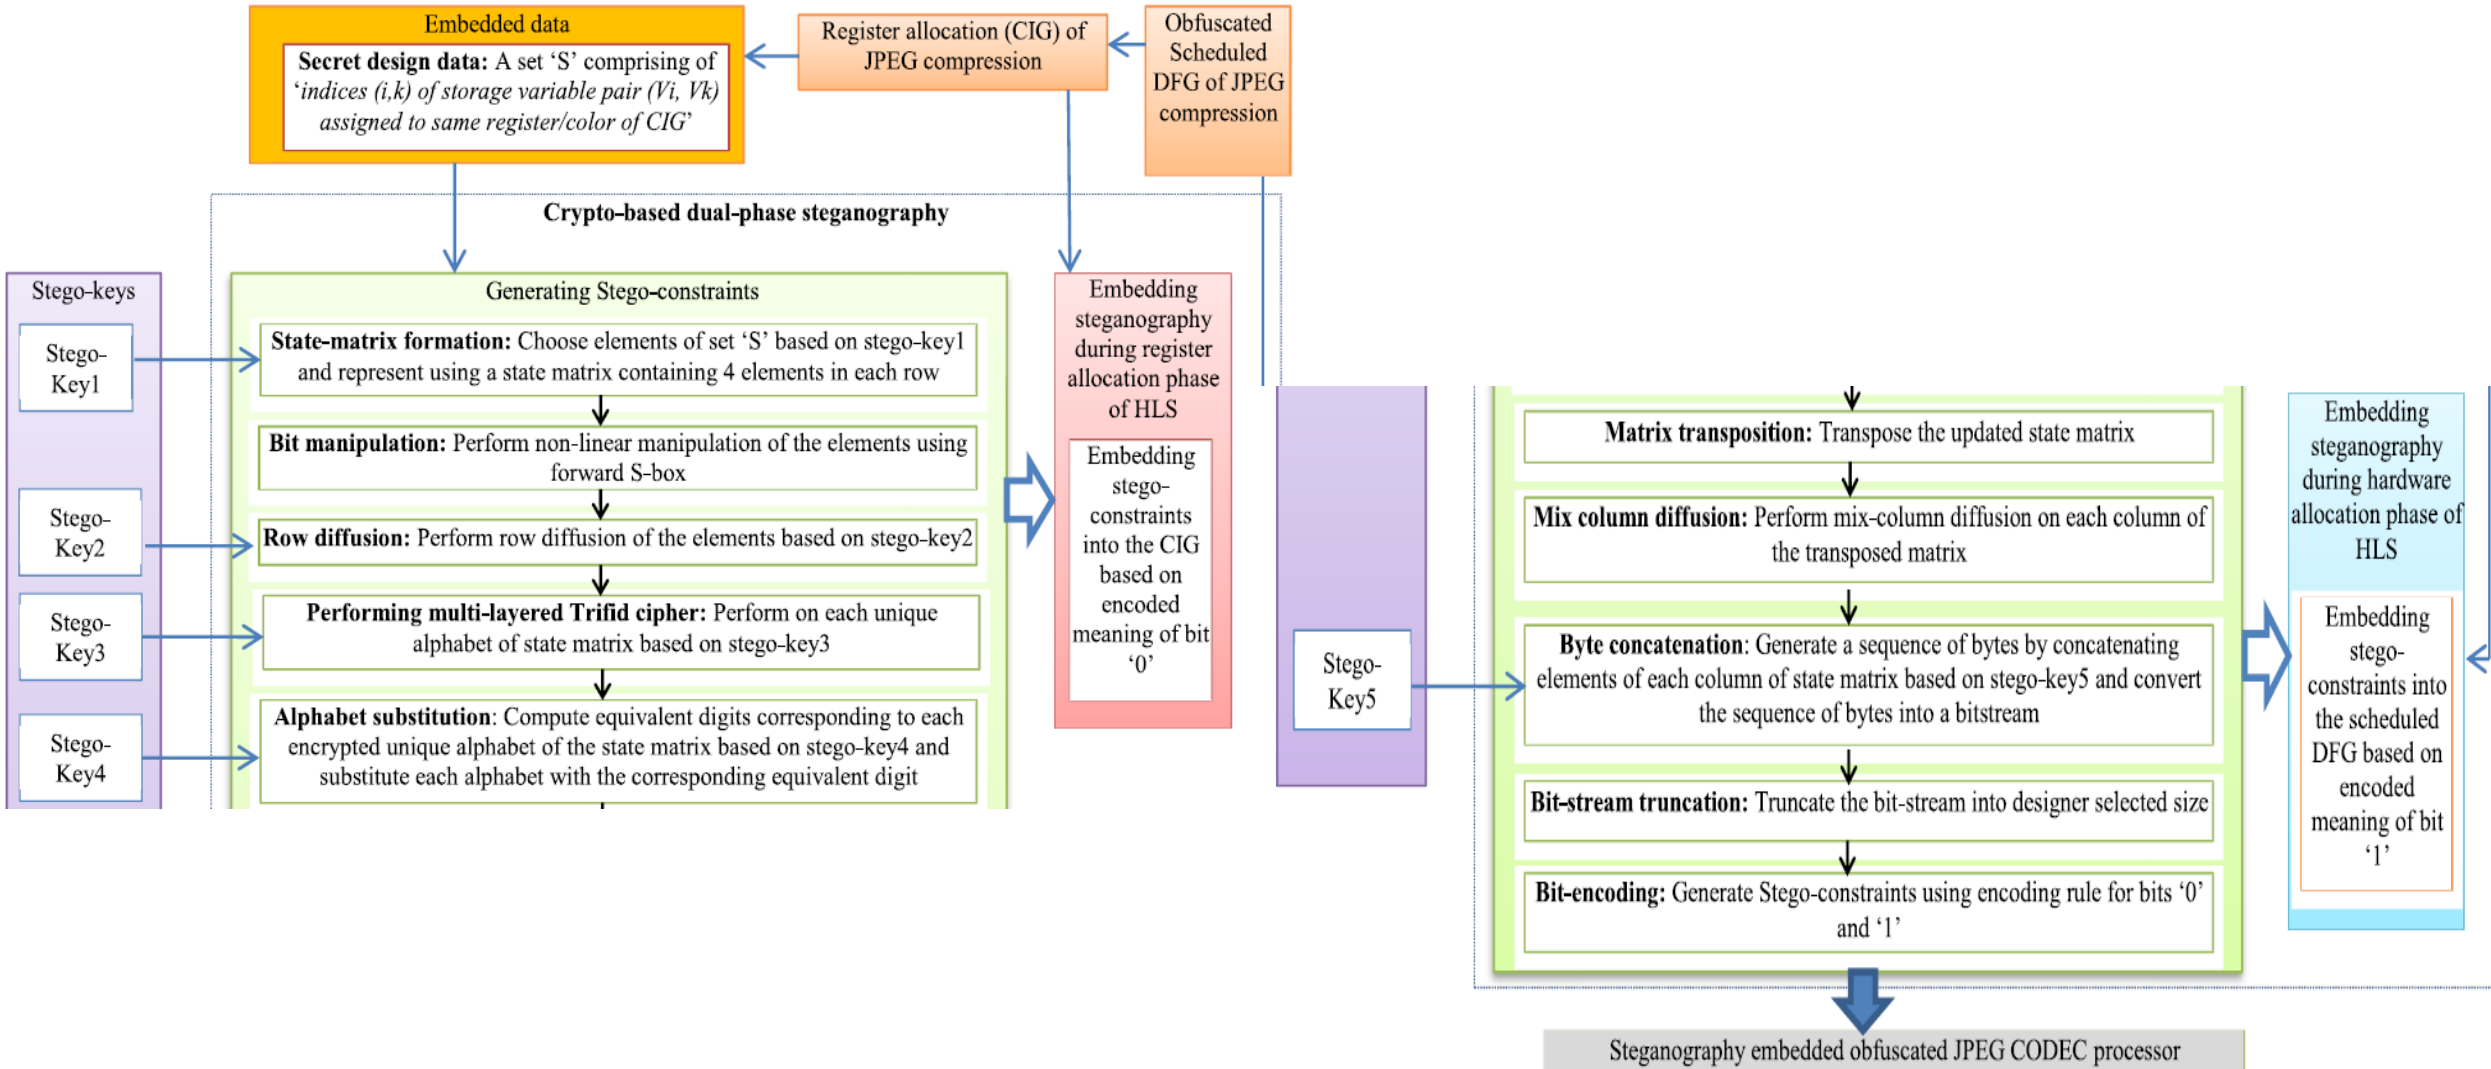 Embedded data
Secret design data: A set ‘S’ comprising of
‘indices (i,k) of storage variable pair (Vi, Vk)
assigned to same register/color of CIG’
Register allocation (CIG) of
JPEG compression
Obfuscated
Scheduled
DFG of JPEG
compression
Crypto-based dual-phase steganography
Stego-keys
Stego-
Key1
Stego-
Key2
Stego-
Key3
Stego-
Key4
Generating Stego-constraints
State-matrix formation: Choose elements of set ‘S’ based on stego-key1
and represent using a state matrix containing 4 elements in each row
Bit manipulation: Perform non-linear manipulation of the elements using
forward S-box
Row diffusion: Perform row diffusion of the elements based on stego-key2
Performing multi-layered Trifid cipher: Perform on each unique
alphabet of state matrix based on stego-key3
Alphabet substitution: Compute equivalent digits corresponding to each
encrypted unique alphabet of the state matrix based on stego-key4 and
substitute each alphabet with the corresponding equivalent digit
Embedding
steganography
during register
allocation phase
of HLS
Embedding
stego-
constraints
into the CIG
based on
encoded
meaning of bit
‘0’
Stego-
Key5
Matrix transposition: Transpose the updated state matrix
Mix column diffusion: Perform mix-column diffusion on each column of
the transposed matrix
Byte concatenation: Generate a sequence of bytes by concatenating
elements of each column of state matrix based on stego-key5 and convert
the sequence of bytes into a bitstream
Bit-stream truncation: Truncate the bit-stream into designer selected size
Bit-encoding: Generate Stego-constraints using encoding rule for bits ‘0’
and ‘1’
Embedding
steganography
during hardware
allocation phase of
HLS
Embedding
stego-
constraints into
the scheduled
DFG based on
encoded
meaning of bit
‘1’
Steganography embedded obfuscated JPEG CODEC processor